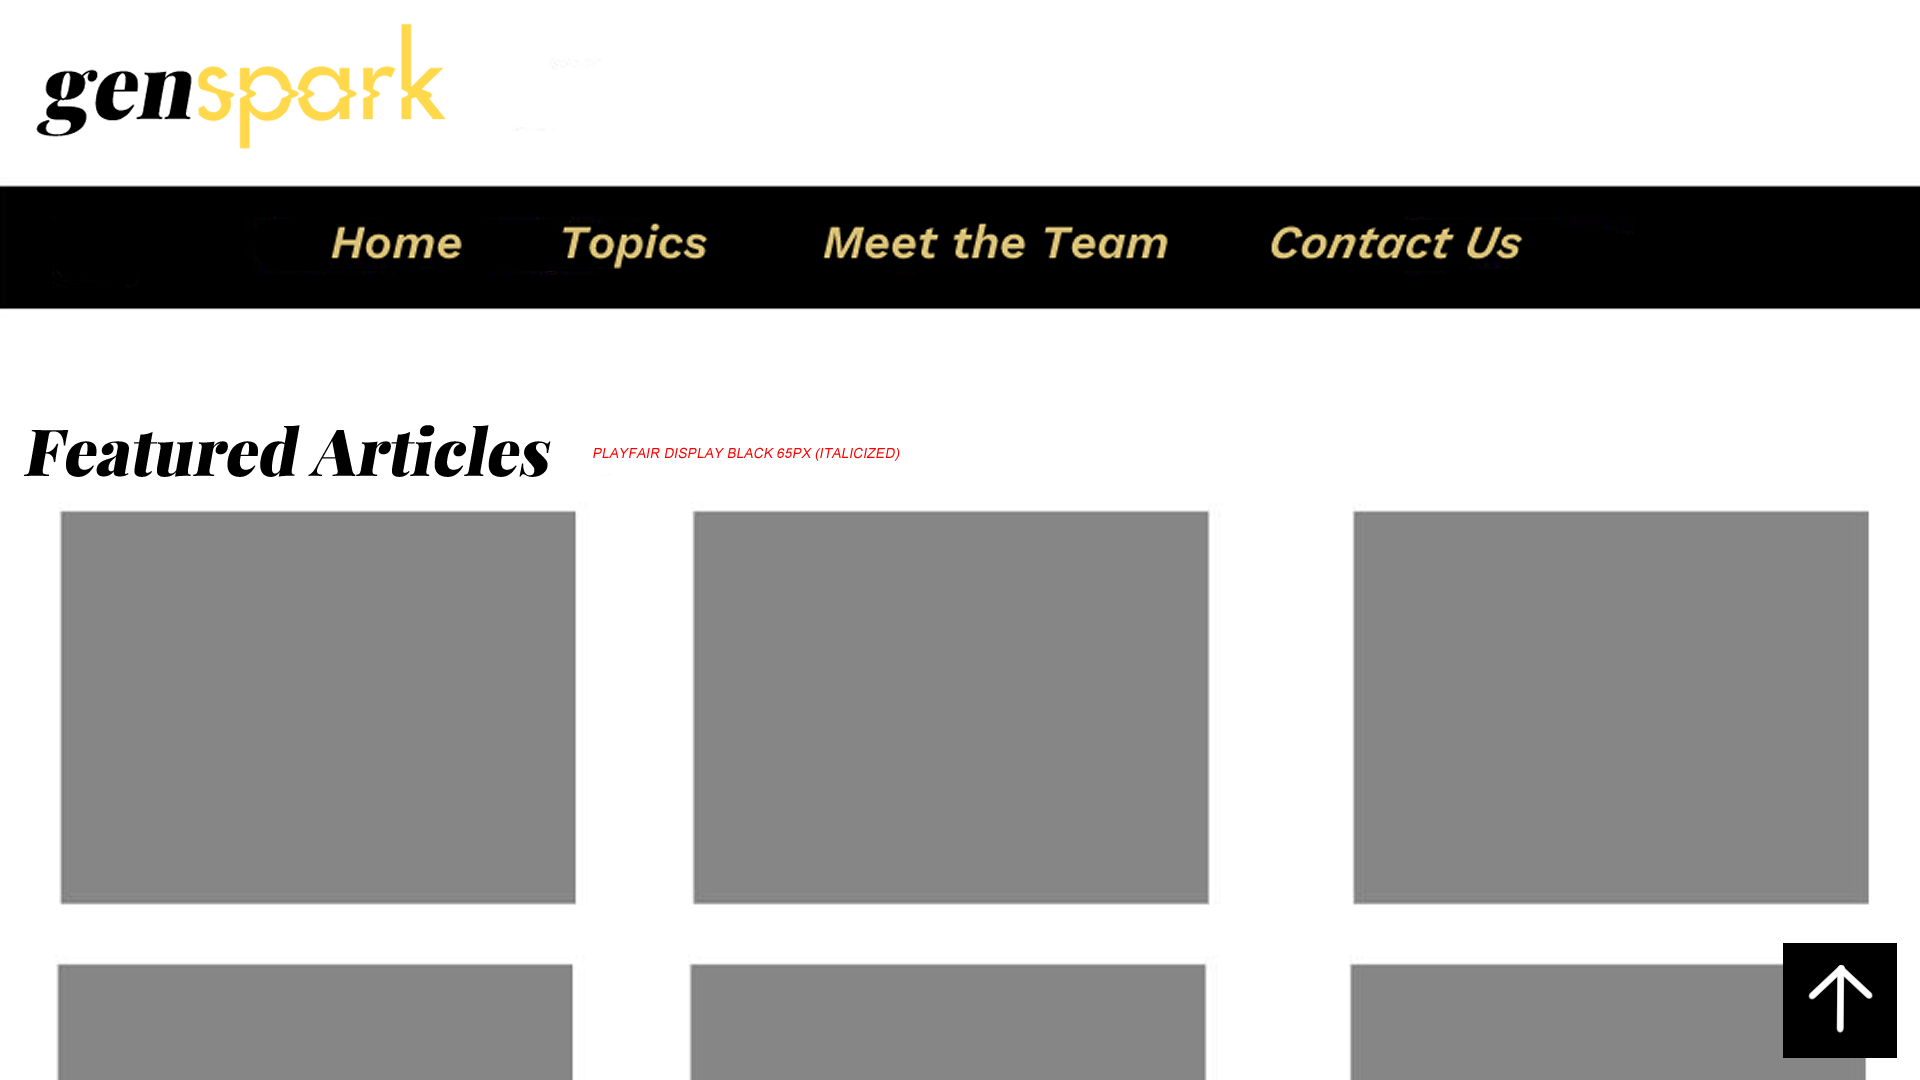 genspark
Home Topics Meet the Team Contact Us
Featured Articles
PLAYFAIR DISPLAY BLACK 65PX (ITALICIZED)